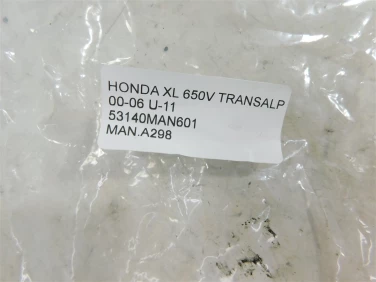 HONDA XL 650V TRANSALP
00-06 U-11
53140MAN601
MAN.A298